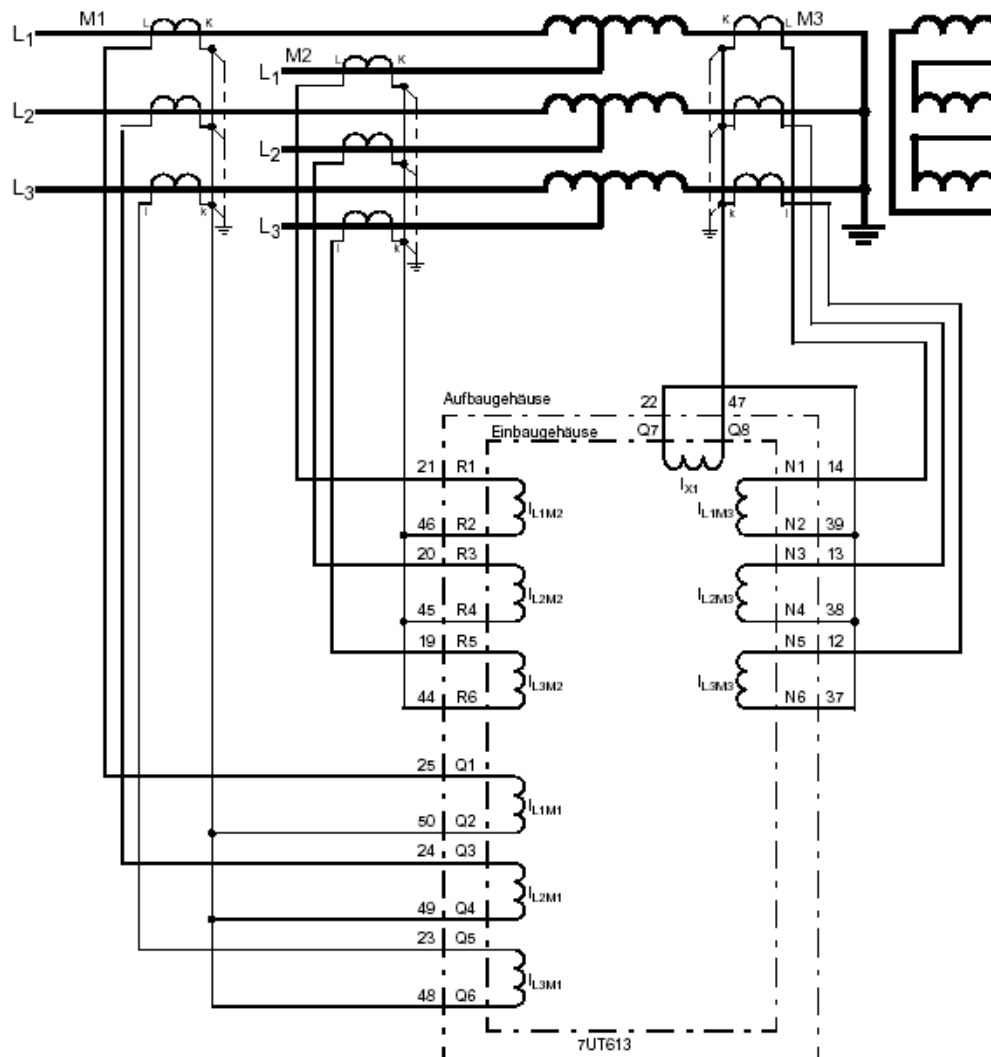 M1 L K L K M3
L1
M2 L K
L1
L2
L2
L3
l k l k k l
L3
l k
Aufbaugehäuse 22 47
Einbaugehäuse Q7 Q8
IX1
21 R1 N1 14
IL1M2 IL1M3
46 R2 N2 39
20 R3 N3 13
IL2M2 IL2M3
45 R4 N4 38
19 R5 N5 12
IL3M2 IL3M3
44 R6 N6 37
25 Q1
IL1M1
50 Q2
24 Q3
IL2M1
49 Q4
23 Q5
IL3M1
48 Q6
7UT613